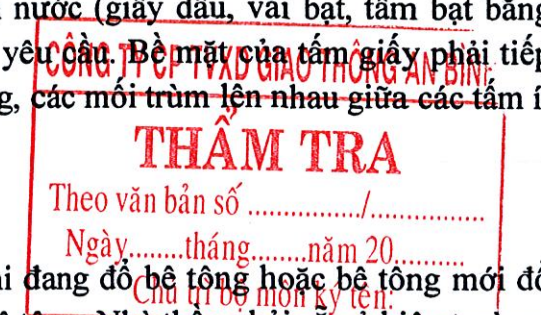 nước (giấy dầu, vải bạt, tấm bạt bằng
yêu cầu. Bề mặt của tấm giấy phải tiếp
CÔNG TY CP TVXD GIAO THÔNG AN BÌNH
các mối trùm lên nhau giữa các tấm
THẨM TRA
Theo văn bản số ................/................
Ngày........tháng........năm 20..........
đang đổ bê tông hoặc bê tông mới đổ
Chủ trì bộ môn ký tên: